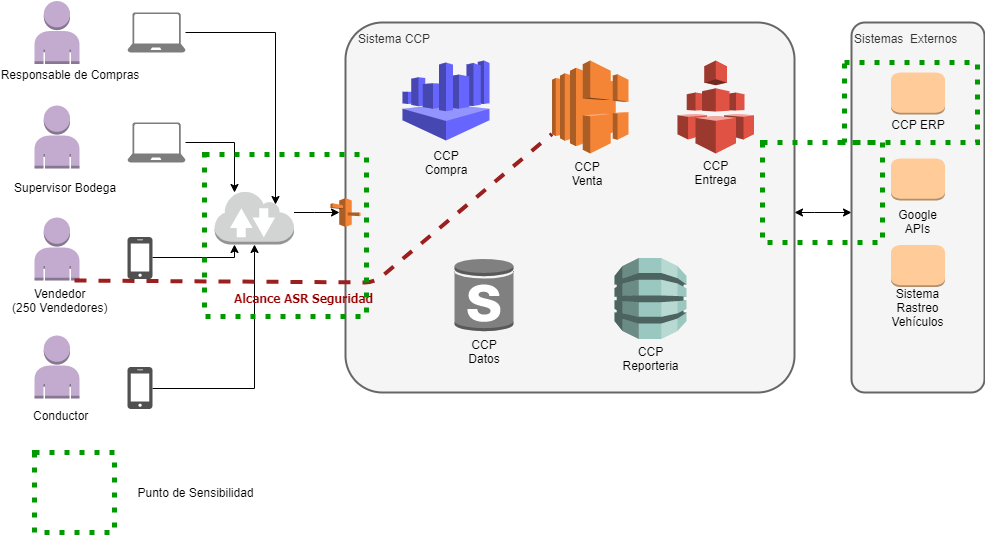 Responsable de Compras
Supervisor Bodega
Vendedor
(250 Vendedores)
Conductor
Alcance ASR Seguridad
Sistema CCP
CCP
Compra
CCP
Venta
CCP
Entrega
S
CCP
Datos
CCP
Reporteria
Sistemas Externos
CCP ERP
Google
APIs
Sistema
Rastreo
Vehículos
Punto de Sensibilidad